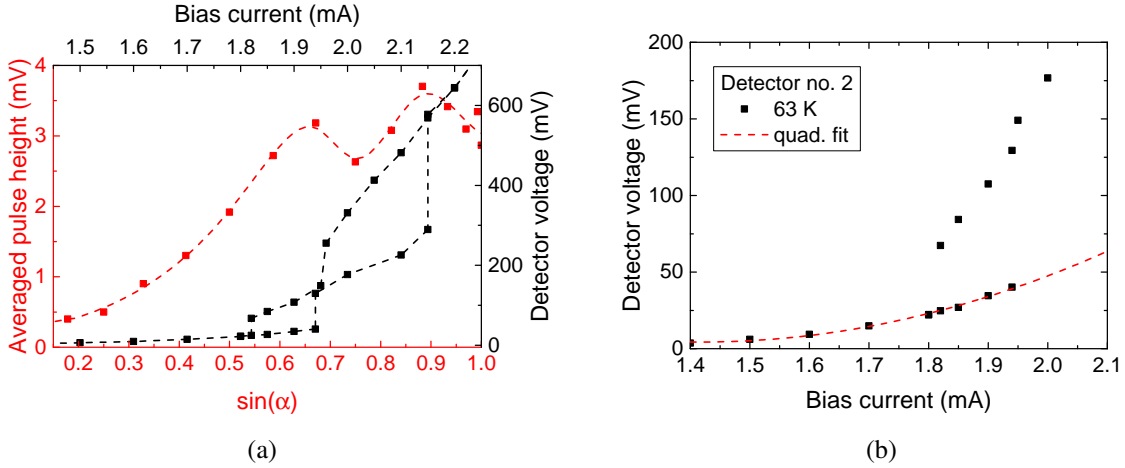 Bias current (mA)
1.5 1.6 1.7 1.8 1.9 2.0 2.1 2.2
4
3
2
1
0
Averaged pulse height (mV)
600
400
200
0
Detector voltage (mV)
0.2 0.3 0.4 0.5 0.6 0.7 0.8 0.9 1.0
sin(α)
(a)
200
150
100
50
0
Detector voltage (mV)
Detector no. 2
63 K
quad. fit
1.4 1.5 1.6 1.7 1.8 1.9 2.0 2.1
Bias current (mA)
(b)